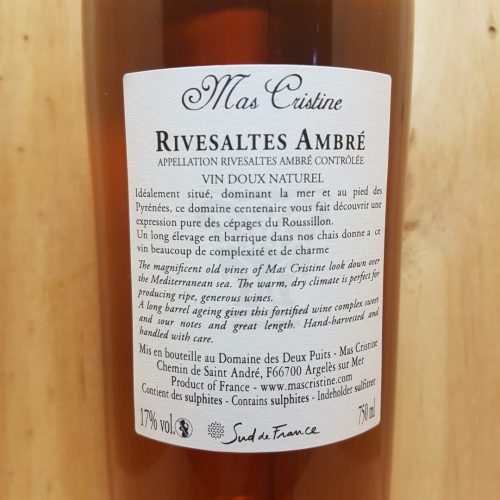 Mas Cristine
RIVESALTES AMBRÉ
APPELLATION RIVESALTES AMBRÉ CONTRÔLÉE
VIN DOUX NATUREL
Idéalement situé, dominant la mer et au pied des
Pyrénées, ce domaine centenaire vous fait découvrir une
expression pure des cépages du Roussillon.
Un long élevage en barrique dans nos chais donne a ce
vin beaucoup de complexité et de charme
The magnificent old vines of Mas Cristine look down over
the Mediterranean sea. The warm, dry climate is perfect for
producing ripe, generous wines.
A long barrel ageing gives this fortified wine complex sweet
and sour notes and great length. Hand-harvested and
handled with care.
Mis en bouteille au Domaine des Deux Puits - Mas Cristine
Chemin de Saint André, F66700 Argelès sur Mer
Product of France - www.mascristine.com
Contient des sulphites - Contains sulphites - Indeholder sulfitter
17% vol.
Sud de France
750 ml